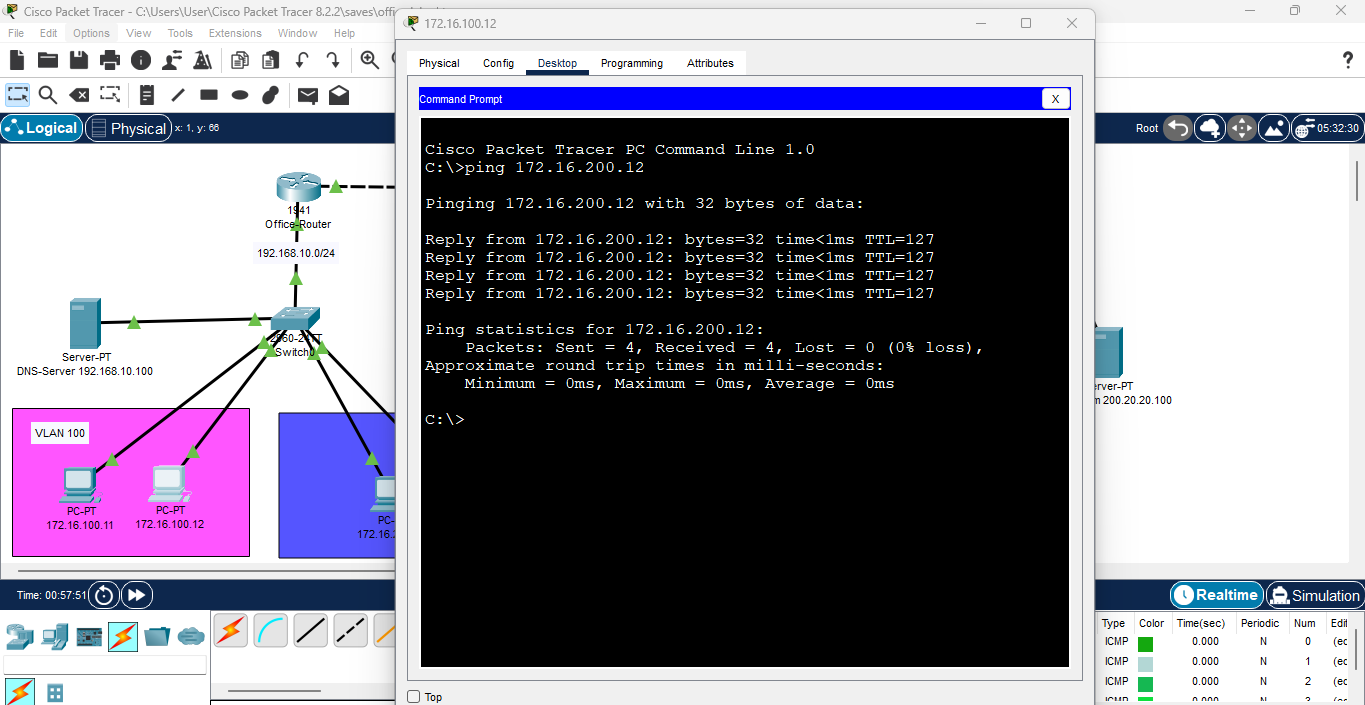 Cisco Packet Tracer - C:\Users\User\Cisco Packet Tracer 8.2.2\saves\offi
File Edit Options View Tools Extensions Window Help
Logical Physical x: 1, y: 66
Root 05:32:30
1941
Office-Router
192.168.10.0/24
Switch0
Server-PT
DNS-Server 192.168.10.100
VLAN 100
PC-PT
172.16.100.11
PC-PT
172.16.100.12
PC-
172.16.
172.16.100.12
Physical Config Desktop Programming Attributes
Command Prompt X
Cisco Packet Tracer PC Command Line 1.0
C:\>ping 172.16.200.12
Pinging 172.16.200.12 with 32 bytes of data:
Reply from 172.16.200.12: bytes=32 time<1ms TTL=127
Reply from 172.16.200.12: bytes=32 time<1ms TTL=127
Reply from 172.16.200.12: bytes=32 time<1ms TTL=127
Reply from 172.16.200.12: bytes=32 time<1ms TTL=127
Ping statistics for 172.16.200.12:
Packets: Sent = 4, Received = 4, Lost = 0 (0% loss),
Approximate round trip times in milli-seconds:
Minimum = 0ms, Maximum = 0ms, Average = 0ms
C:\>
Top
erver-PT
m 200.20.20.100
Time: 00:57:51
Realtime Simulation
Type Color Time(sec) Periodic Num Edit
ICMP 0.000 N 0 (ec
ICMP 0.000 N 1 (ec
ICMP 0.000 N 2 (ec
ICMP 0.000 N 3 (ec